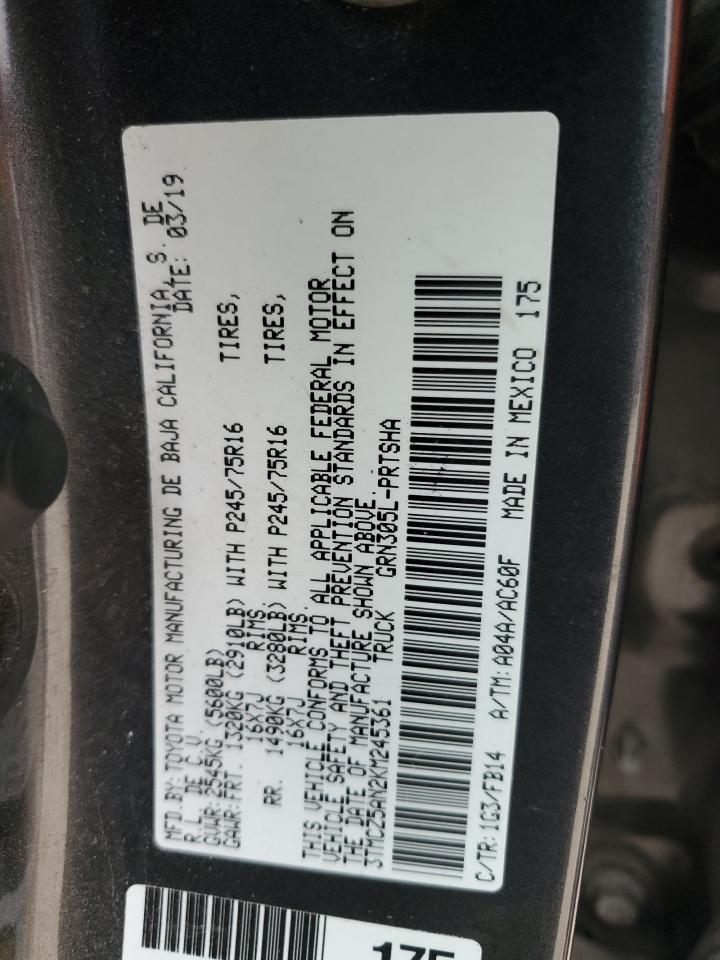 MFD BY: TOYOTA MOTOR MANUFACTURING DE BAJA CALIFORNIA, S. DE
R.L. DE C.V. DATE: 03/19
GVWR: 2545KG (5600LB)
GAWR:FRT. 1320KG (2910LB) WITH P245/75R16 TIRES,
16X7J RIMS.
RR. 1490KG (3280LB) WITH P245/75R16 TIRES,
16X7J RIMS.
THIS VEHICLE CONFORMS TO ALL APPLICABLE FEDERAL MOTOR
VEHICLE SAFETY AND THEFT PREVENTION STANDARDS IN EFFECT ON
THE DATE OF MANUFACTURE SHOWN ABOVE.
3TMCZ5AN2KM245361 TRUCK GRN305L-PRTSHA
C/TR: 1G3/FB14 A/TM: A04A/AC60F MADE IN MEXICO 175
175